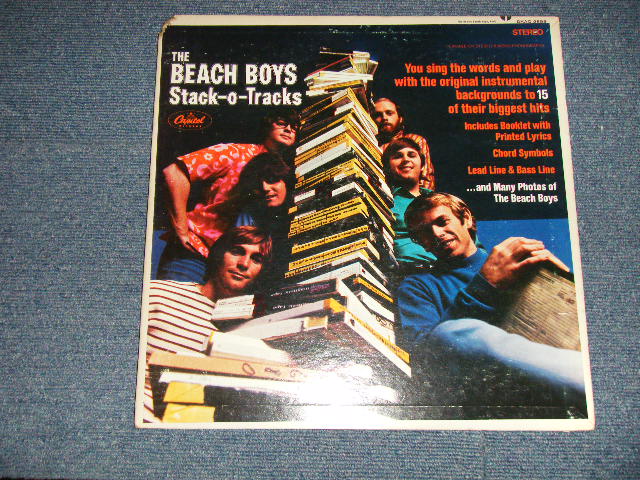 STEREO
THE
BEACH BOYS
Stack-o-Tracks
Capitol
RECORDS
You sing the words and play
with the original instrumental
backgrounds to 15
of their biggest hits
Includes Booklet with
Printed Lyrics
Chord Symbols
Lead Line & Bass Line
...and Many Photos of
The Beach Boys